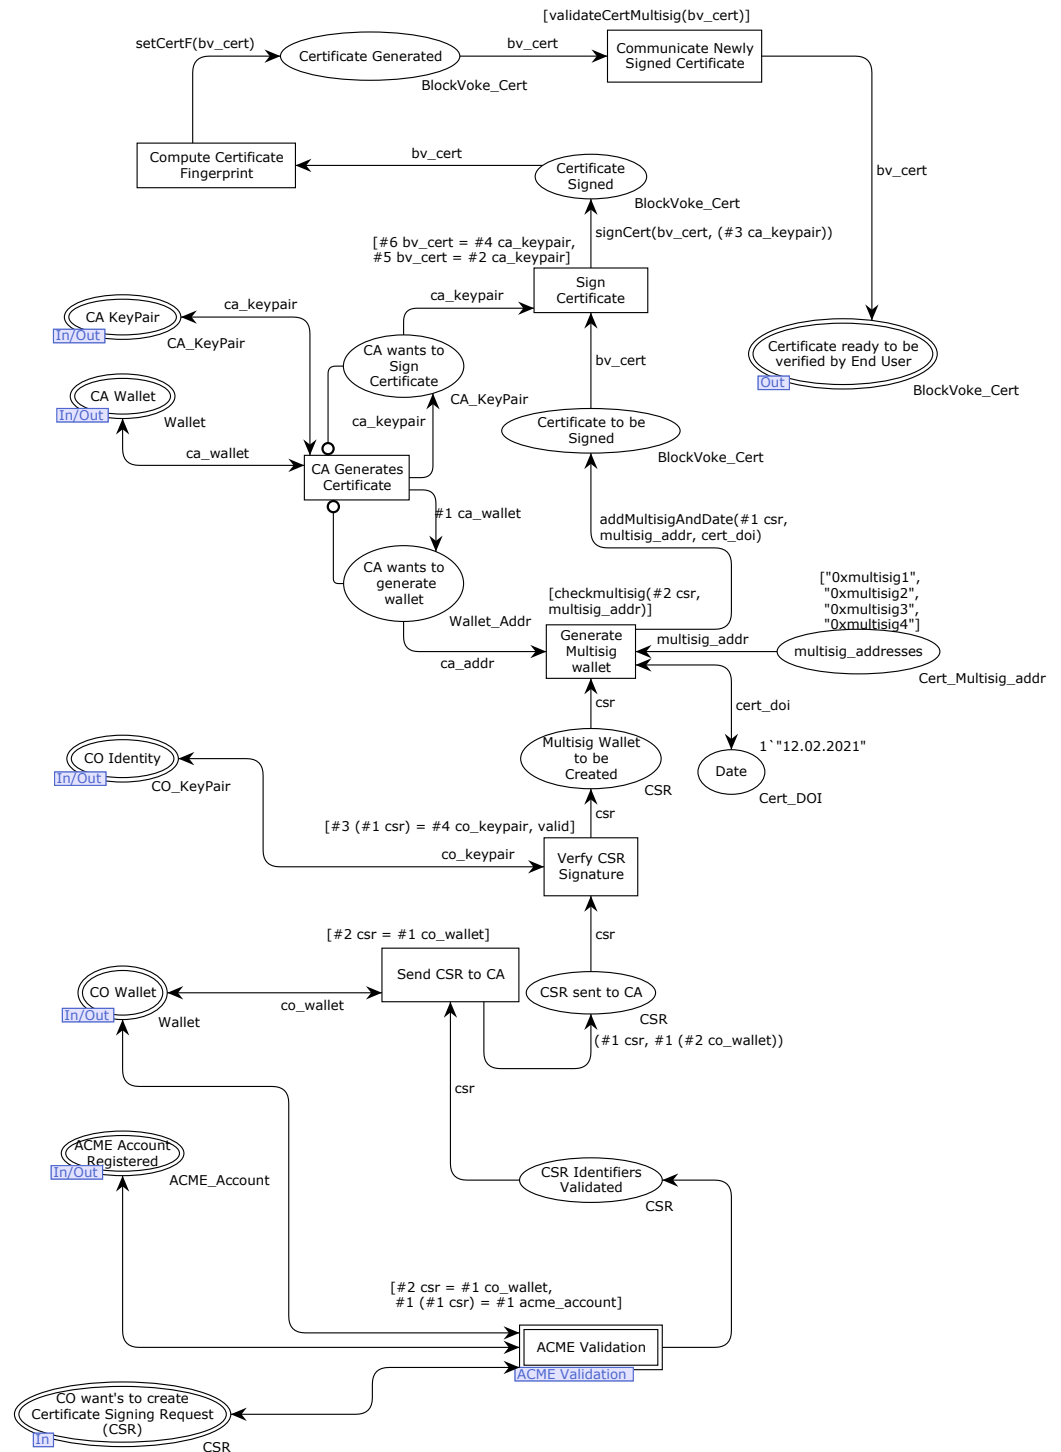 [validateCertMultisig(bv_cert)]
setCertF(bv_cert)
Certificate Generated
bv_cert
Communicate Newly
Signed Certificate
BlockVoke_Cert
Compute Certificate
Fingerprint
bv_cert
Certificate
Signed
BlockVoke_Cert
bv_cert
signCert(bv_cert, (#3 ca_keypair))
[#6 bv_cert = #4 ca_keypair,
#5 bv_cert = #2 ca_keypair]
Sign
Certificate
ca_keypair
ca_keypair
CA KeyPair
In/Out
CA_KeyPair
CA wants to
Sign
Certificate
CA_KeyPair
bv_cert
Certificate ready to be
verified by End User
Out
BlockVoke_Cert
CA Wallet
In/Out
Wallet
ca_keypair
Certificate to be
Signed
BlockVoke_Cert
ca_wallet
CA Generates
Certificate
#1 ca_wallet
addMultisigAndDate(#1 csr,
multisig_addr, cert_doi)
CA wants to
generate
wallet
Wallet_Addr
["0xmultisig1",
"0xmultisig2",
"0xmultisig3",
"0xmultisig4"]
[checkmultisig(#2 csr,
multisig_addr)]
Generate
Multisig
wallet
multisig_addr
multisig_addresses
Cert_Multisig_addr
ca_addr
csr
cert_doi
CO Identity
In/Out
CO_KeyPair
Multisig Wallet
to be
Created
CSR
1`"12.02.2021"
Date
Cert_DOI
csr
[#3 (#1 csr) = #4 co_keypair, valid]
co_keypair
Verfy CSR
Signature
csr
[#2 csr = #1 co_wallet]
Send CSR to CA
CO Wallet
In/Out
Wallet
co_wallet
CSR sent to CA
CSR
(#1 csr, #1 (#2 co_wallet))
csr
ACME Account
Registered
In/Out
ACME_Account
CSR Identifiers
Validated
CSR
[#2 csr = #1 co_wallet,
#1 (#1 csr) = #1 acme_account]
ACME Validation
ACME Validation
CO want's to create
Certificate Signing Request
(CSR)
In
CSR